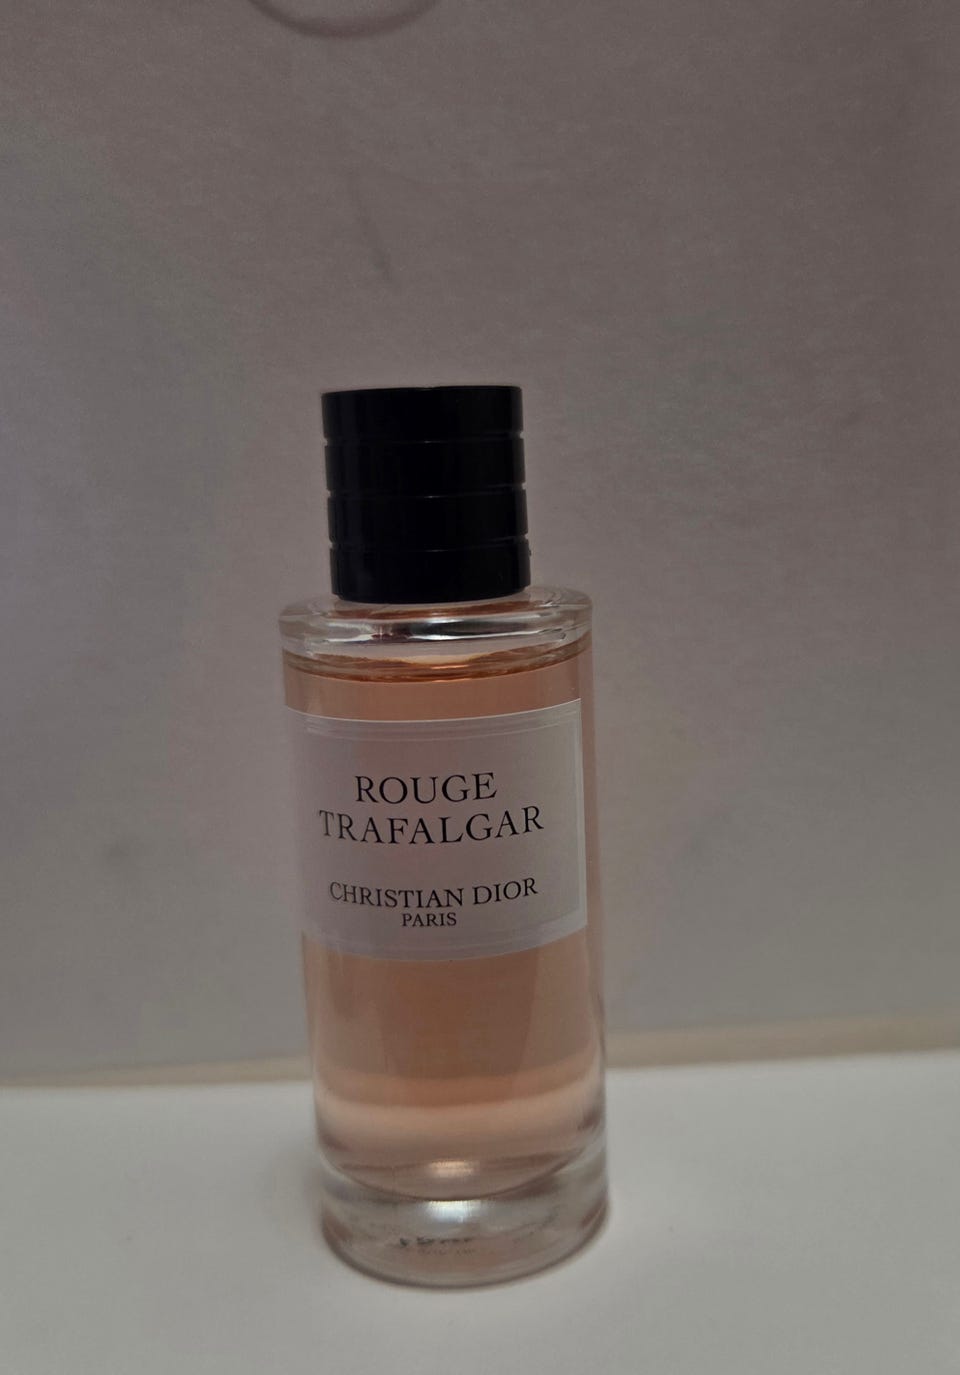 ROUGE
TRAFALGAR
CHRISTIAN DIOR
PARIS